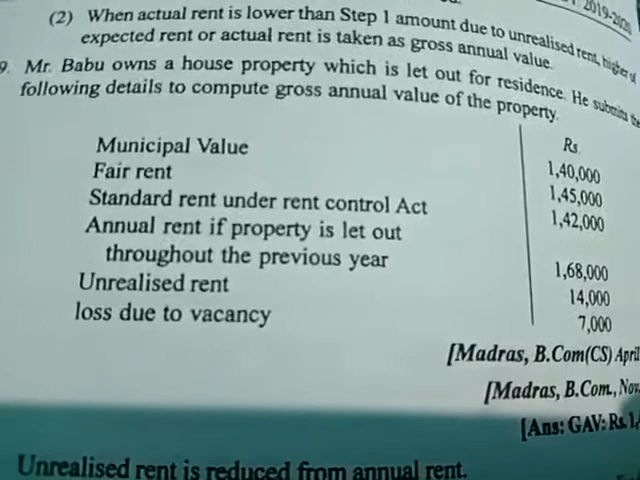 2019-2020
(2) When actual rent is lower than Step 1 amount due to unrealised rent, higher of
expected rent or actual rent is taken as gross annual value.
9. Mr. Babu owns a house property which is let out for residence. He submits the
following details to compute gross annual value of the property.
Rs.
Municipal Value 1,40,000
Fair rent 1,45,000
Standard rent under rent control Act 1,42,000
Annual rent if property is let out
throughout the previous year 1,68,000
Unrealised rent 14,000
loss due to vacancy 7,000
[Madras, B.Com(CS) April
[Madras, B.Com., Nov.
[Ans: GAV: Rs. 1,
Unrealised rent is reduced from annual rent.